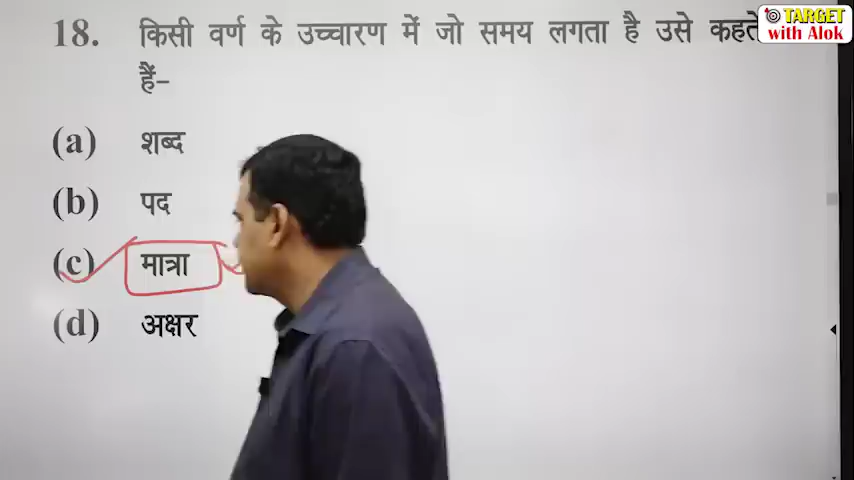 TARGET
with Alok
18. किसी वर्ण के उच्चारण में जो समय लगता है उसे कहते
हैं–
(a) शब्द
(b) पद
(c) मात्रा
(d) अक्षर